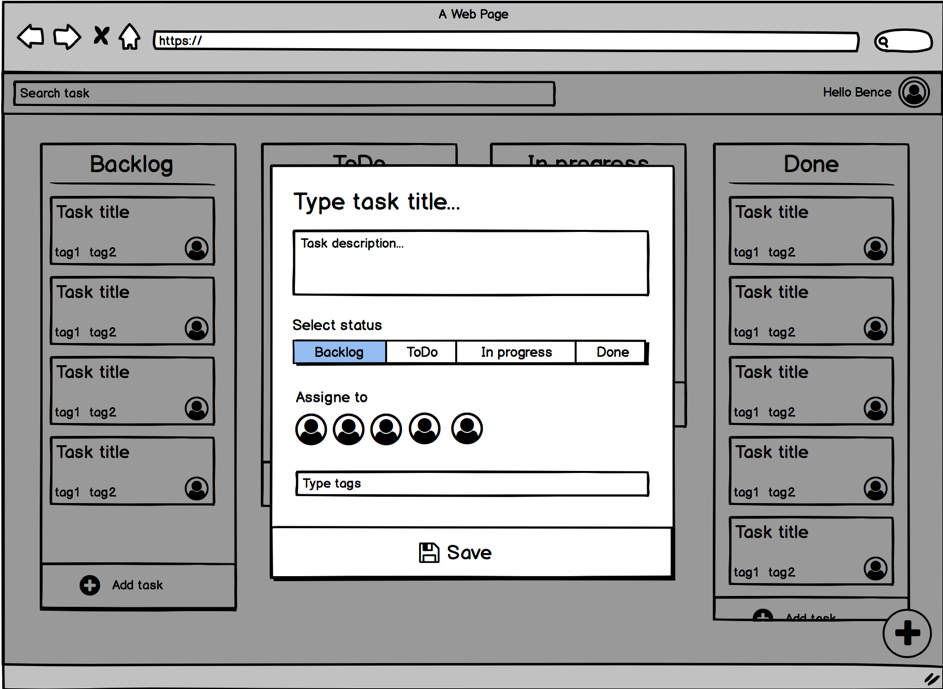 A Web Page
https://
Search task
Hello Bence
Backlog
ToDo
In progress
Done
Task title
tag1 tag2
Task title
tag1 tag2
Task title
tag1 tag2
Task title
tag1 tag2
Add task
Type task title...
Task description...
Select status
Backlog ToDo In progress Done
Assigne to
Type tags
Save
Task title
tag1 tag2
Task title
tag1 tag2
Task title
tag1 tag2
Task title
tag1 tag2
Task title
tag1 tag2
Add task